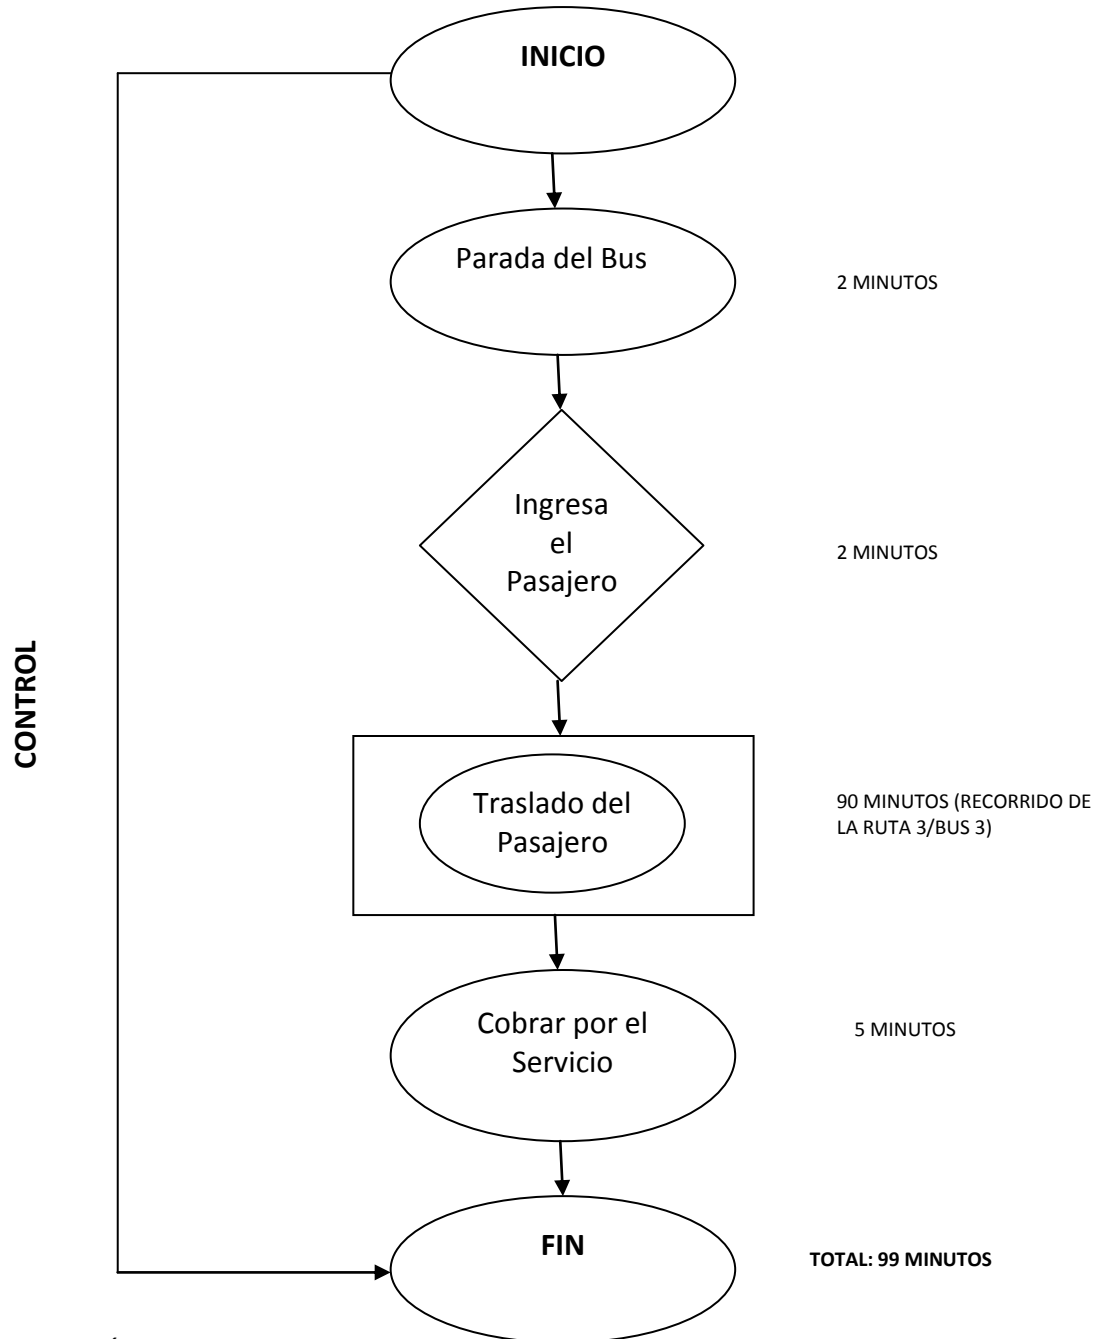 INICIO
Parada del Bus
2 MINUTOS
Ingresa
el
Pasajero
2 MINUTOS
CONTROL
Traslado del
Pasajero
90 MINUTOS (RECORRIDO DE
LA RUTA 3/BUS 3)
Cobrar por el
Servicio
5 MINUTOS
FIN
TOTAL: 99 MINUTOS